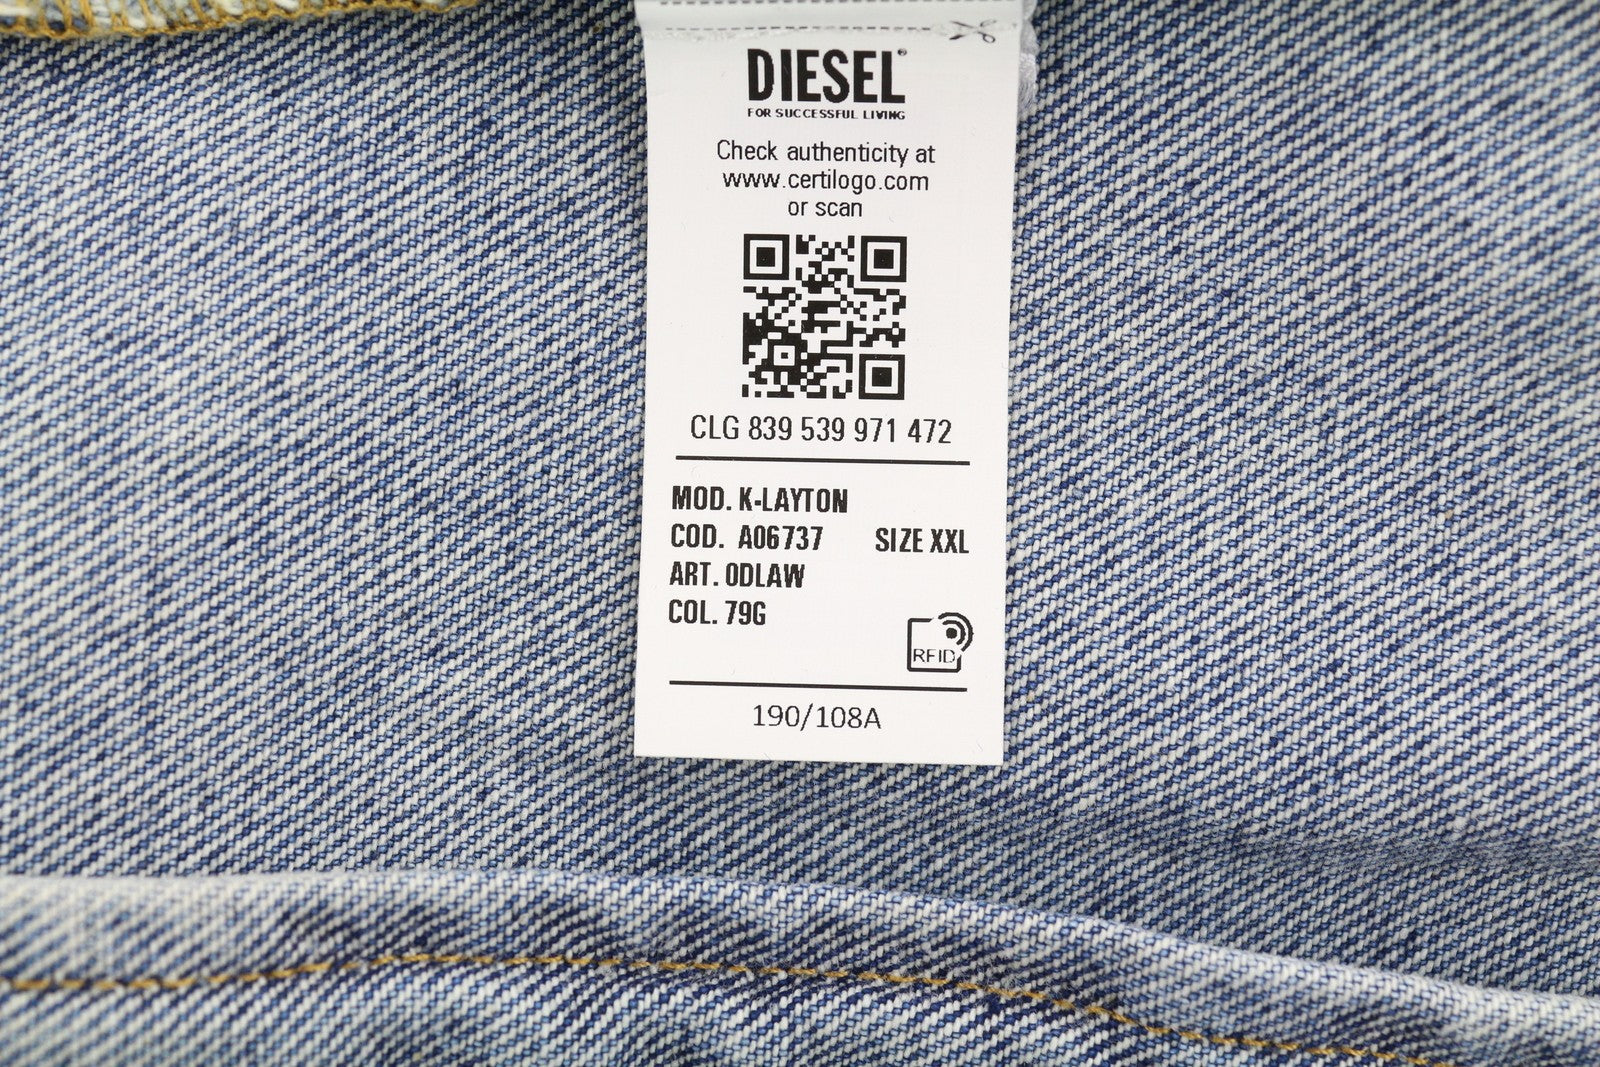 DIESEL®
FOR SUCCESSFUL LIVING
Check authenticity at
www.certilogo.com
or scan
CLG 839 539 971 472
MOD. K-LAYTON
COD. A06737 SIZE XXL
ART. 0DLAW
COL. 79G
RFID
190/108A